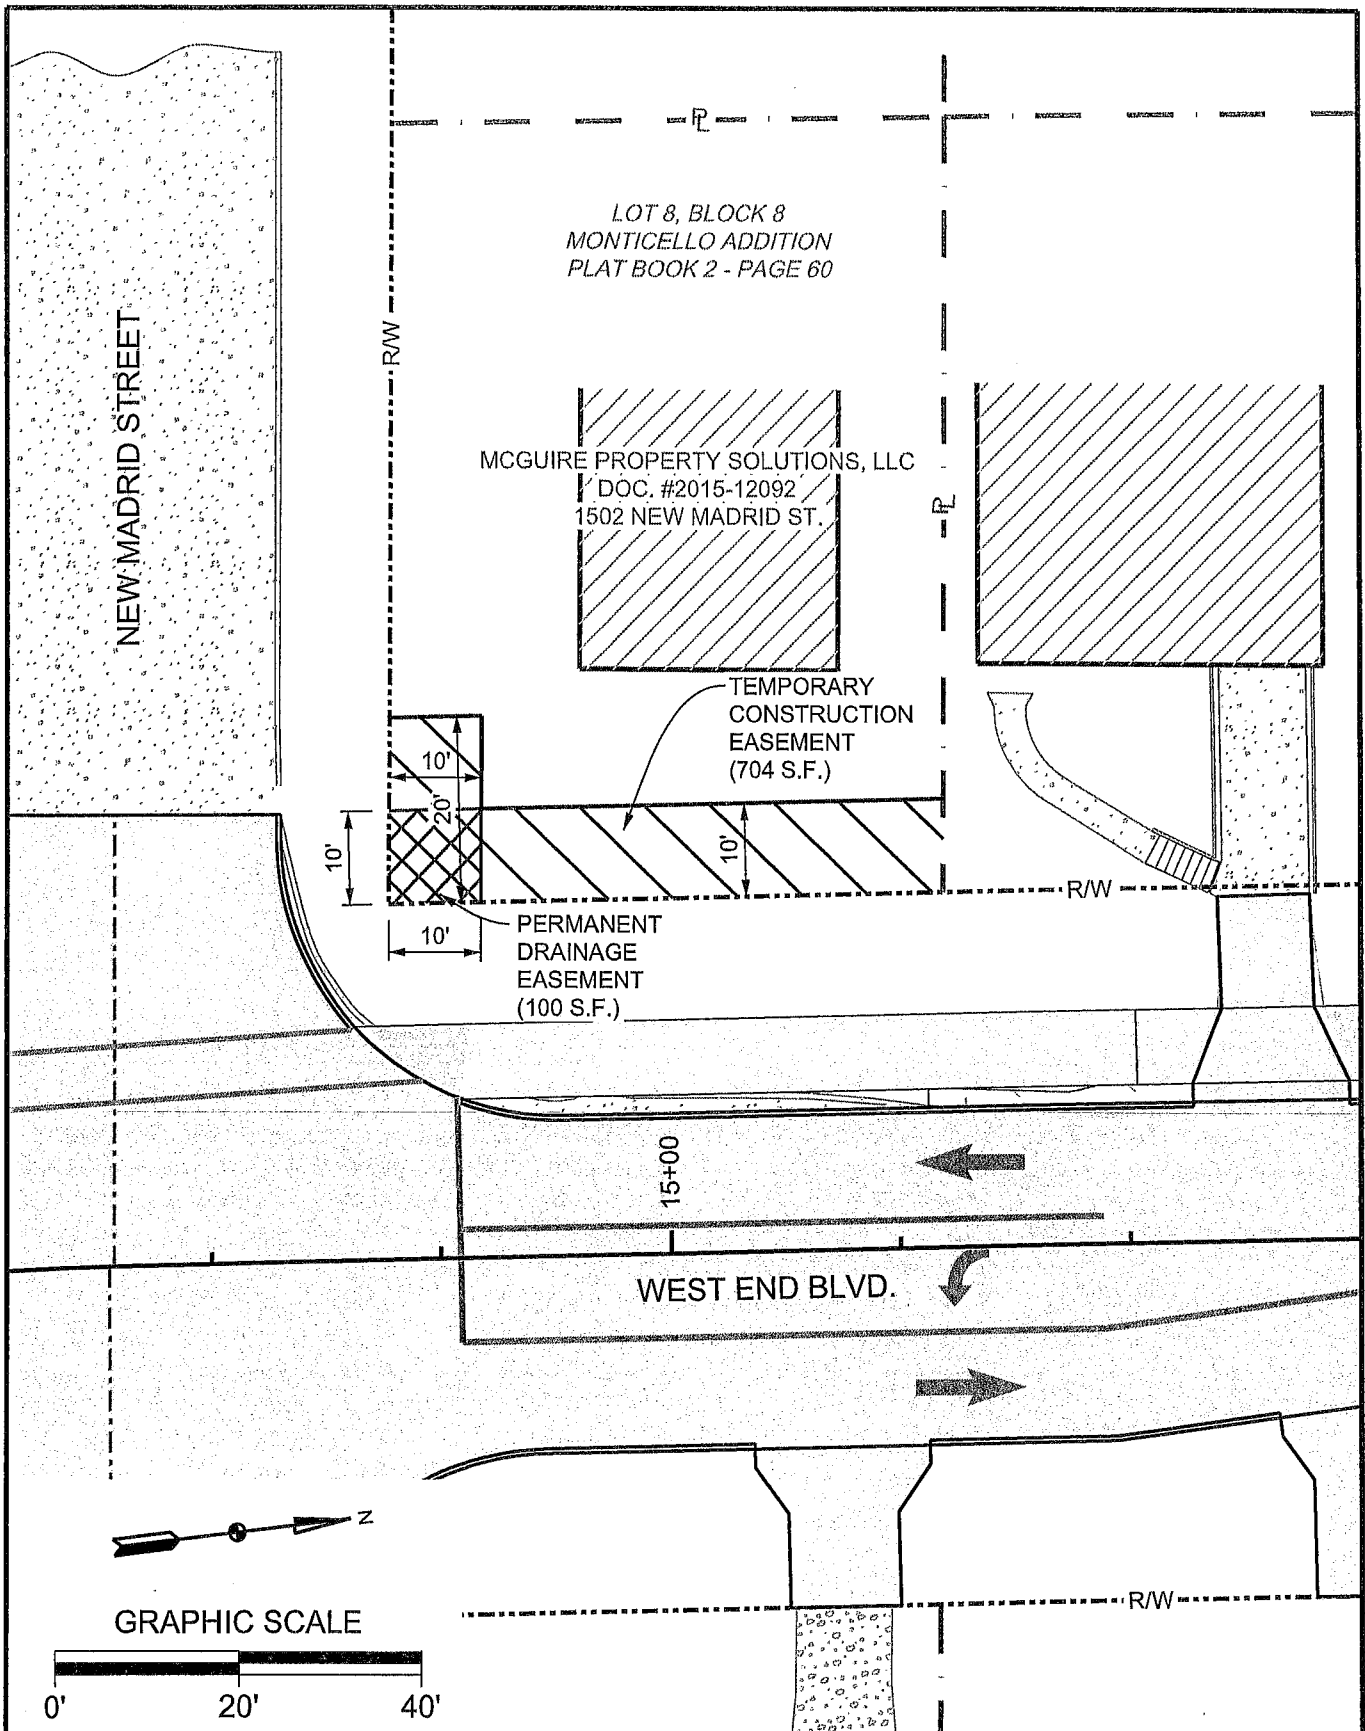 PL
LOT 8, BLOCK 8
MONTICELLO ADDITION
PLAT BOOK 2 - PAGE 60
NEW MADRID STREET
R/W
MCGUIRE PROPERTY SOLUTIONS, LLC
DOC. #2015-12092
1502 NEW MADRID ST.
PL
TEMPORARY
CONSTRUCTION
EASEMENT
(704 S.F.)
10'
20'
10'
10'
R/W
10'
PERMANENT
DRAINAGE
EASEMENT
(100 S.F.)
15+00
WEST END BLVD.
N
R/W
GRAPHIC SCALE
0' 20' 40'